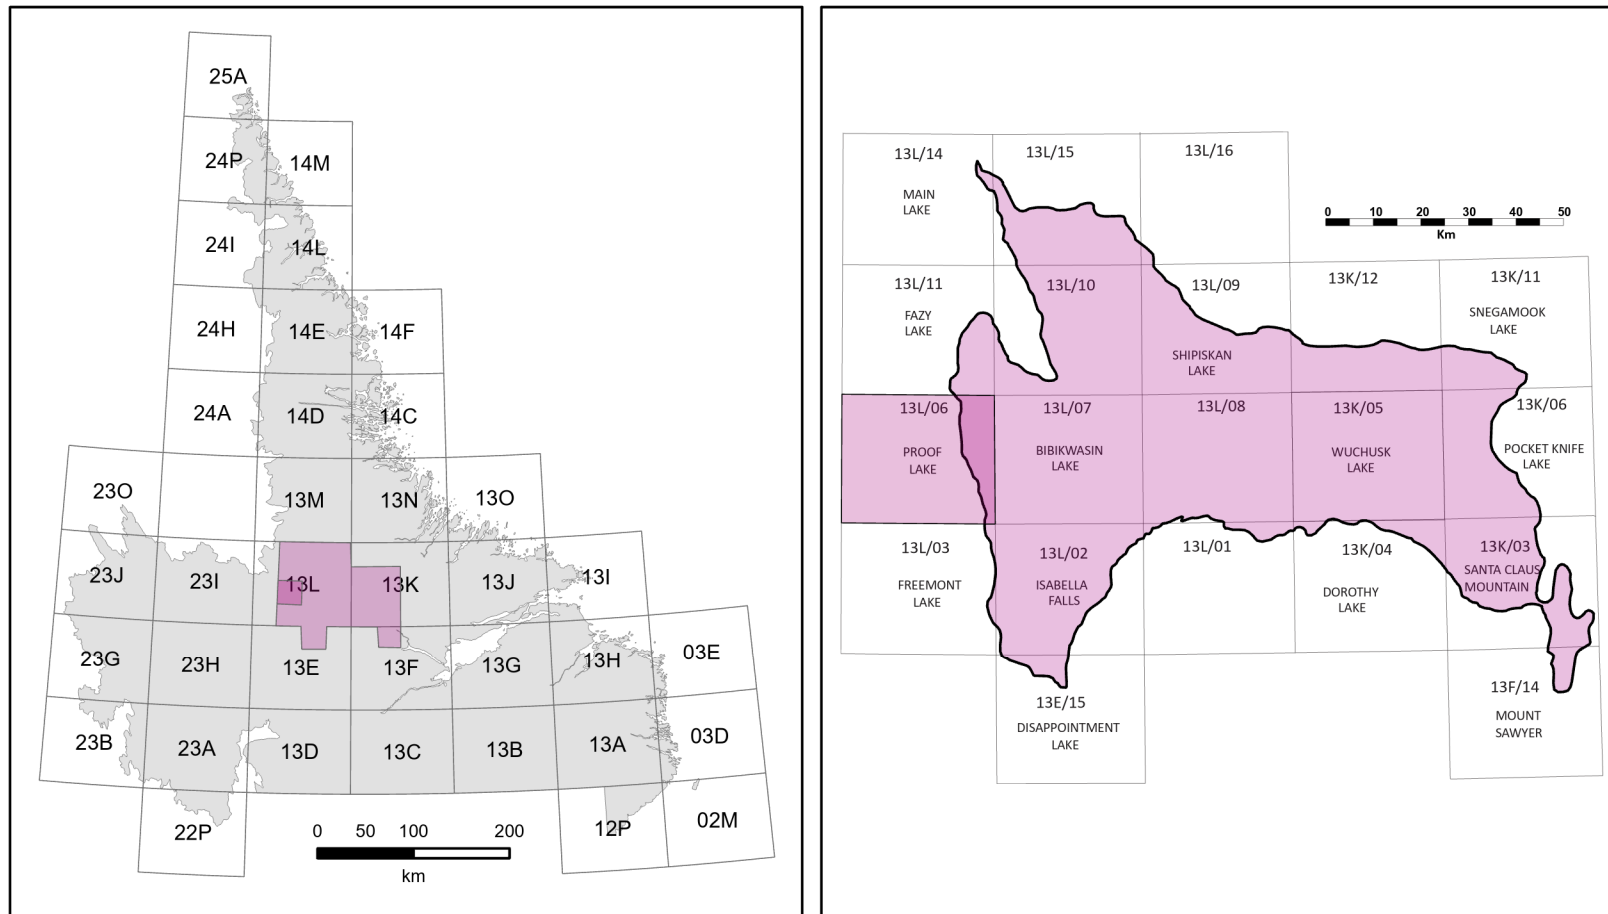 25A
24P
14M
24I
14L
24H
14E
14F
24A
14D
14C
23O
13M
13N
13O
23J
23I
13L
13K
13J
13I
23G
23H
13E
13F
13G
13H
03E
23B
23A
13D
13C
13B
13A
03D
22P
12P
02M
0 50 100 200
km
13L/14
MAIN
LAKE
13L/15
13L/16
0 10 20 30 40 50
Km
13L/11
FAZY
LAKE
13L/10
13L/09
SHIPISKAN
LAKE
13K/12
13K/11
SNEGAMOOK
LAKE
13L/06
PROOF
LAKE
13L/07
BIBIKWASIN
LAKE
13L/08
13K/05
WUCHUSK
LAKE
13K/06
POCKET KNIFE
LAKE
13L/03
FREEMONT
LAKE
13L/02
ISABELLA
FALLS
13L/01
13K/04
DOROTHY
LAKE
13K/03
SANTA CLAUS
MOUNTAIN
13E/15
DISAPPOINTMENT
LAKE
13F/14
MOUNT
SAWYER